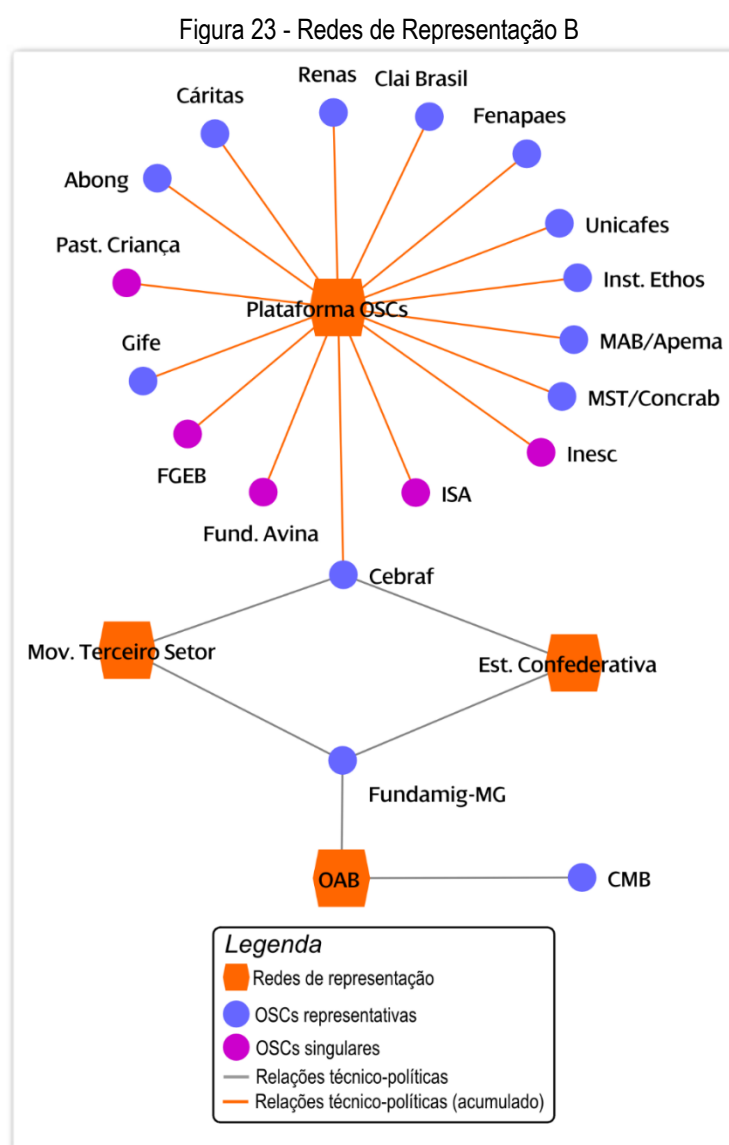 Figura 23 - Redes de Representação B
Renas
Clai Brasil
Cáritas
Fenapaes
Abong
Unicafes
Past. Criança
Inst. Ethos
Plataforma OSCs
Gife
MAB/Apema
MST/Concrab
Inesc
FGEB
ISA
Fund. Avina
Cebraf
Mov. Terceiro Setor
Est. Confederativa
Fundamig-MG
OAB
CMB
Legenda
Redes de representação
OSCs representativas
OSCs singulares
Relações técnico-políticas
Relações técnico-políticas (acumulado)